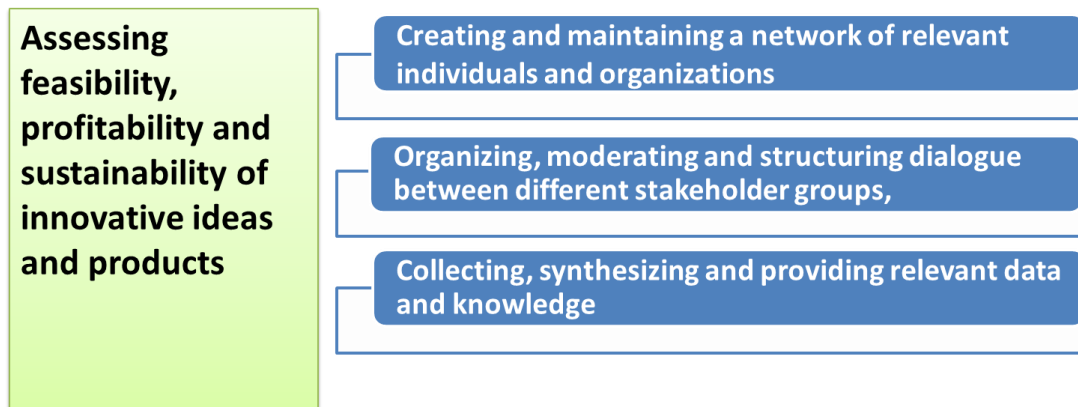 Assessing
feasibility,
profitability and
sustainability of
innovative ideas
and products
Creating and maintaining a network of relevant
individuals and organizations
Organizing, moderating and structuring dialogue
between different stakeholder groups,
Collecting, synthesizing and providing relevant data
and knowledge